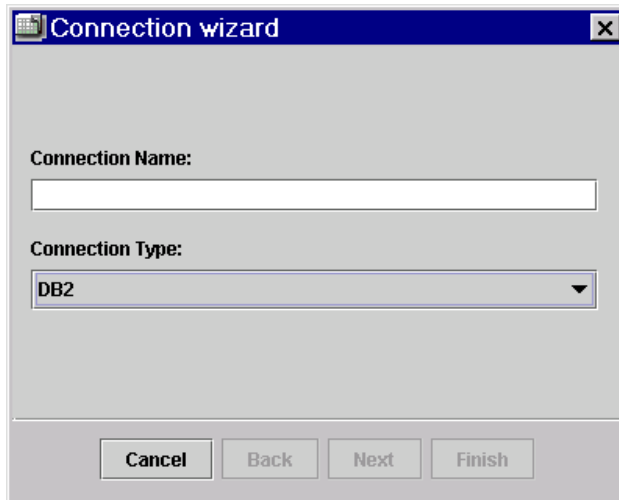 Connection wizard
Connection Name:
Connection Type:
DB2
Cancel Back Next Finish